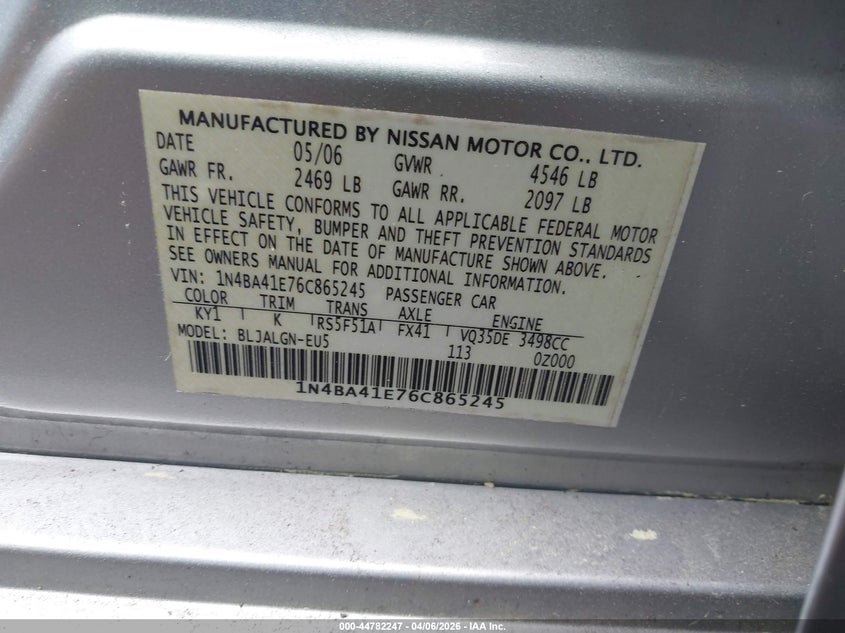 MANUFACTURED BY NISSAN MOTOR CO., LTD.
DATE 05/06 GVWR 4546 LB
GAWR FR. 2469 LB GAWR RR. 2097 LB
THIS VEHICLE CONFORMS TO ALL APPLICABLE FEDERAL MOTOR
VEHICLE SAFETY, BUMPER AND THEFT PREVENTION STANDARDS
IN EFFECT ON THE DATE OF MANUFACTURE SHOWN ABOVE.
SEE OWNERS MANUAL FOR ADDITIONAL INFORMATION.
VIN: 1N4BA41E76C865245 PASSENGER CAR
COLOR TRIM TRANS AXLE ENGINE
KY1 K RS5F51A FX41 VQ35DE 3498CC
MODEL: BLJALGN-EU5 113 0Z000
1N4BA41E76C865245
000-44782247 - 04/06/2026 - IAA Inc.